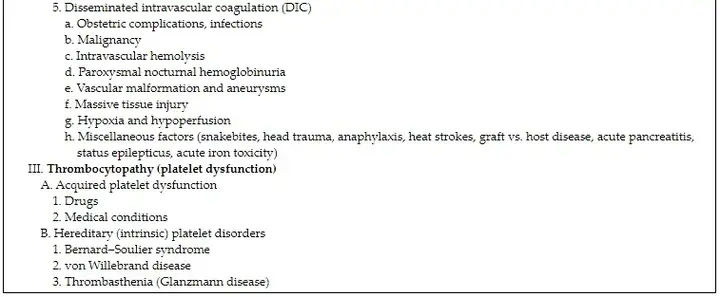 5. Disseminated intravascular coagulation (DIC)
a. Obstetric complications, infections
b. Malignancy
c. Intravascular hemolysis
d. Paroxysmal nocturnal hemoglobinuria
e. Vascular malformation and aneurysms
f. Massive tissue injury
g. Hypoxia and hypoperfusion
h. Miscellaneous factors (snakebites, head trauma, anaphylaxis, heat strokes, graft vs. host disease, acute pancreatitis,
status epilepticus, acute iron toxicity)
III. Thrombocytopathy (platelet dysfunction)
A. Acquired platelet dysfunction
1. Drugs
2. Medical conditions
B. Hereditary (intrinsic) platelet disorders
1. Bernard–Soulier syndrome
2. von Willebrand disease
3. Thrombasthenia (Glanzmann disease)